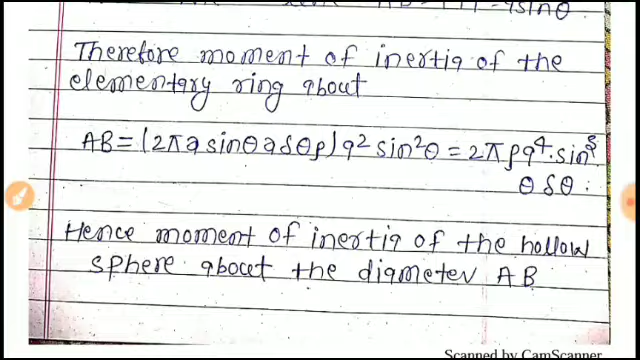 Therefore moment of inertia of the
elementary ring about
AB = (2πa sinθ a δθ ρ) a² sin²θ = 2πρa⁴. sin³
θ δθ.
Hence moment of inertia of the hollow
sphere about the diameter AB
Scanned by CamScanner